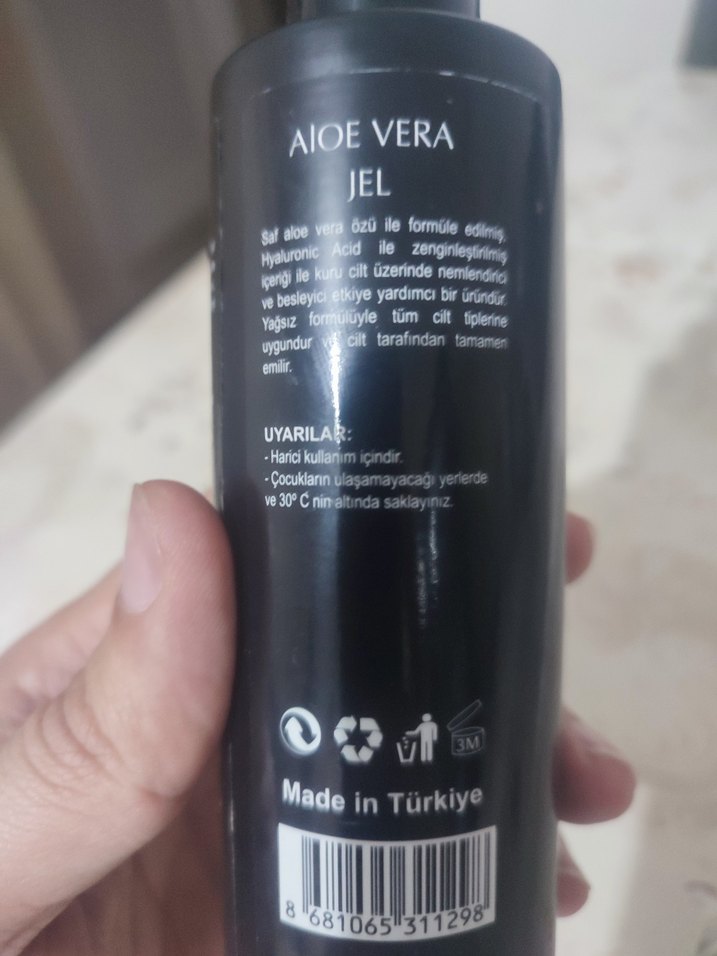 AIOE VERA
JEL
Saf aloe vera özü ile formüle edilmiş,
Hyaluronic Acid ile zenginleştirilmiş
içeriği ile kuru cilt üzerinde nemlendirici
ve besleyici etkiye yardımcı bir üründür.
Yağsız formülüyle tüm cilt tiplerine
uygundur ve cilt tarafından tamamen
emilir.
UYARILAR:
- Harici kullanım içindir.
- Çocukların ulaşamayacağı yerlerde
ve 30° C nin altında saklayınız.
3M
Made in Türkiye
8 681065 311298